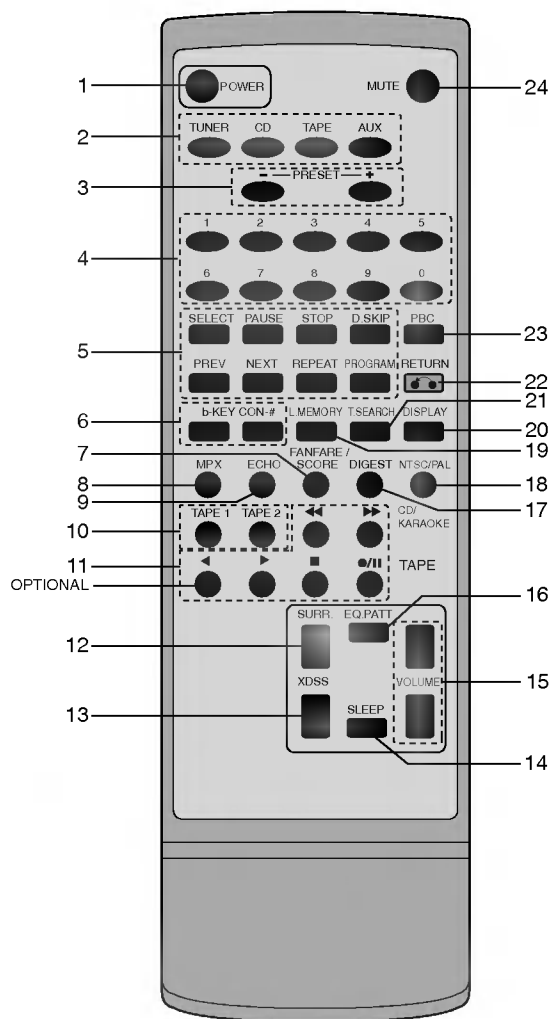 1 POWER MUTE 24
2 TUNER CD TAPE AUX
3 − PRESET +
4 1 2 3 4 5
6 7 8 9 0
5 SELECT PAUSE STOP D.SKIP PBC 23
PREV NEXT REPEAT PROGRAM RETURN 22
21
6 b-KEY CON-# L.MEMORY T.SEARCH DISPLAY 20
19
7 FANFARE / SCORE
8 MPX ECHO DIGEST NTSC/PAL 18
9 17
10 TAPE 1 TAPE 2 ◀◀ ▶▶ CD/ KARAOKE
11 ◀ ▶ ■ ●/II TAPE
OPTIONAL
12 SURR. EQ.PATT 16
13 XDSS VOLUME 15
SLEEP 14